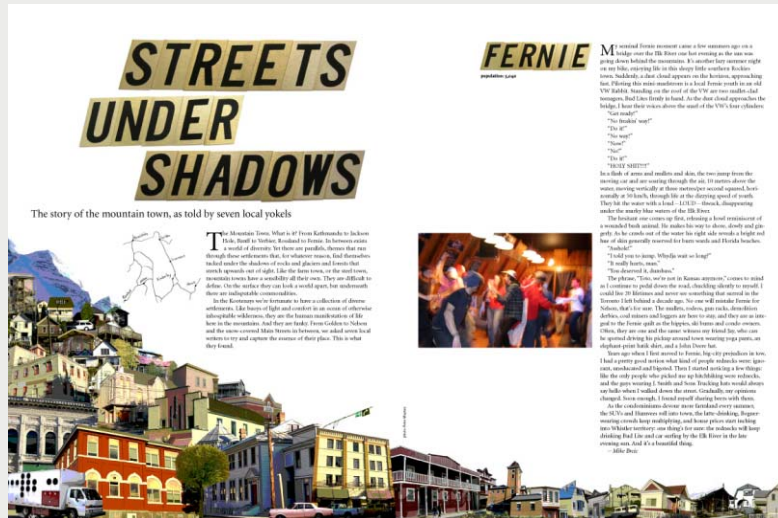 STREETS
UNDER
SHADOWS
The story of the mountain town, as told by seven local yokels
The Mountain Town. What is it? From Kathmandu to Jackson
Hole, Banff to Verbier, Rossland to Fernie. In between exists
a world of diversity. Yet there are parallels, themes that run
through these settlements that, for whatever reason, find themselves
tucked under the shadows of rocks and glaciers and forests that
stretch upwards out of sight. Like the farm town, or the steel town,
mountain towns have a sensibility all their own. They are difficult to
define. On the surface they can look a world apart, but underneath
there are indisputable commonalities.
In the Kootenays we're fortunate to have a collection of diverse
settlements. Like buoys of light and comfort in an ocean of otherwise
inhospitable wilderness, they are the human manifestation of life
here in the mountains. And they are funky. From Golden to Nelson
and the snow-covered Main Streets in between, we asked seven local
writers to try and capture the essence of their place. This is what
they found.
FERNIE
My seminal Fernie moment came a few summers ago on a
bridge over the Elk River one hot evening as the sun was
going down behind the mountains. It's another lazy summer night
on my bike, enjoying life in this sleepy little southern Rockies
town. Suddenly, a dust cloud appears on the horizon, approaching
fast. Piloting this mini-maelstrom is a local Fernie youth in an old
VW Rabbit. Standing on the roof of the VW are two mullet-clad
teenagers, Bud Lites firmly in hand. As the dust cloud approaches the
bridge, I hear their voices above the snarl of the VW's four cylinders:
"Get ready!"
"No freakin' way!"
"Do it!"
"No way!"
"Now!"
"No!"
"Do it!"
"HOLY SHIT!!!!"
In a flash of arms and mullets and skin, the two jump from the
moving car and are soaring through the air, 10 metres above the
water, moving vertically at three metres/per second squared, hori-
zontally at 30 km/h, through life at the dizzying speed of youth.
They hit the water with a loud – LOUD – thwack, disappearing
under the murky blue waters of the Elk River.
The hesitant one comes up first, releasing a howl reminiscent of
a wounded bush animal. He makes his way to shore, slowly and gin-
gerly. As he crawls out of the water his right side reveals a bright red
hue of skin generally reserved for burn wards and Florida beaches.
"Asshole!"
"I told you to jump. Whydja wait so long?"
"It really hurts, man."
"You deserved it, dumbass."
The phrase, "Toto, we're not in Kansas anymore," comes to mind
as I continue to pedal down the road, chuckling silently to myself. I
could live 20 lifetimes and never see something that surreal in the
Toronto I left behind a decade ago. No one will mistake Fernie for
Nelson, that's for sure. The mullets, rodeos, gun racks, demolition
derbies, coal miners and loggers are here to stay, and they are as inte-
gral to the Fernie quilt as the hippies, ski bums and condo owners.
Often, they are one and the same: witness my friend Jay, who can
be spotted driving his pickup around town wearing yoga pants, an
elephant-print batik shirt, and a John Deere hat.
Years ago when I first moved to Fernie, big-city prejudices in tow,
I had a pretty good notion what kind of people rednecks were: igno-
rant, uneducated and bigoted. Then I started noticing a few things:
like the only people who picked me up hitchhiking were rednecks,
and the guys wearing J. Smith and Sons Trucking hats would always
say hello when I walked down the street. Gradually, my opinions
changed. Soon enough, I found myself sharing beers with them.
As the condominiums devour more farmland every summer,
the SUVs and Hummers roll into town, the latte-drinking, Bogner-
wearing crowds keep multiplying, and house prices start inching
into Whistler territory, one thing's for sure: the rednecks will keep
drinking Bud Lite and car surfing by the Elk River in the late
evening sun. And it's a beautiful thing.
– Mike Berard